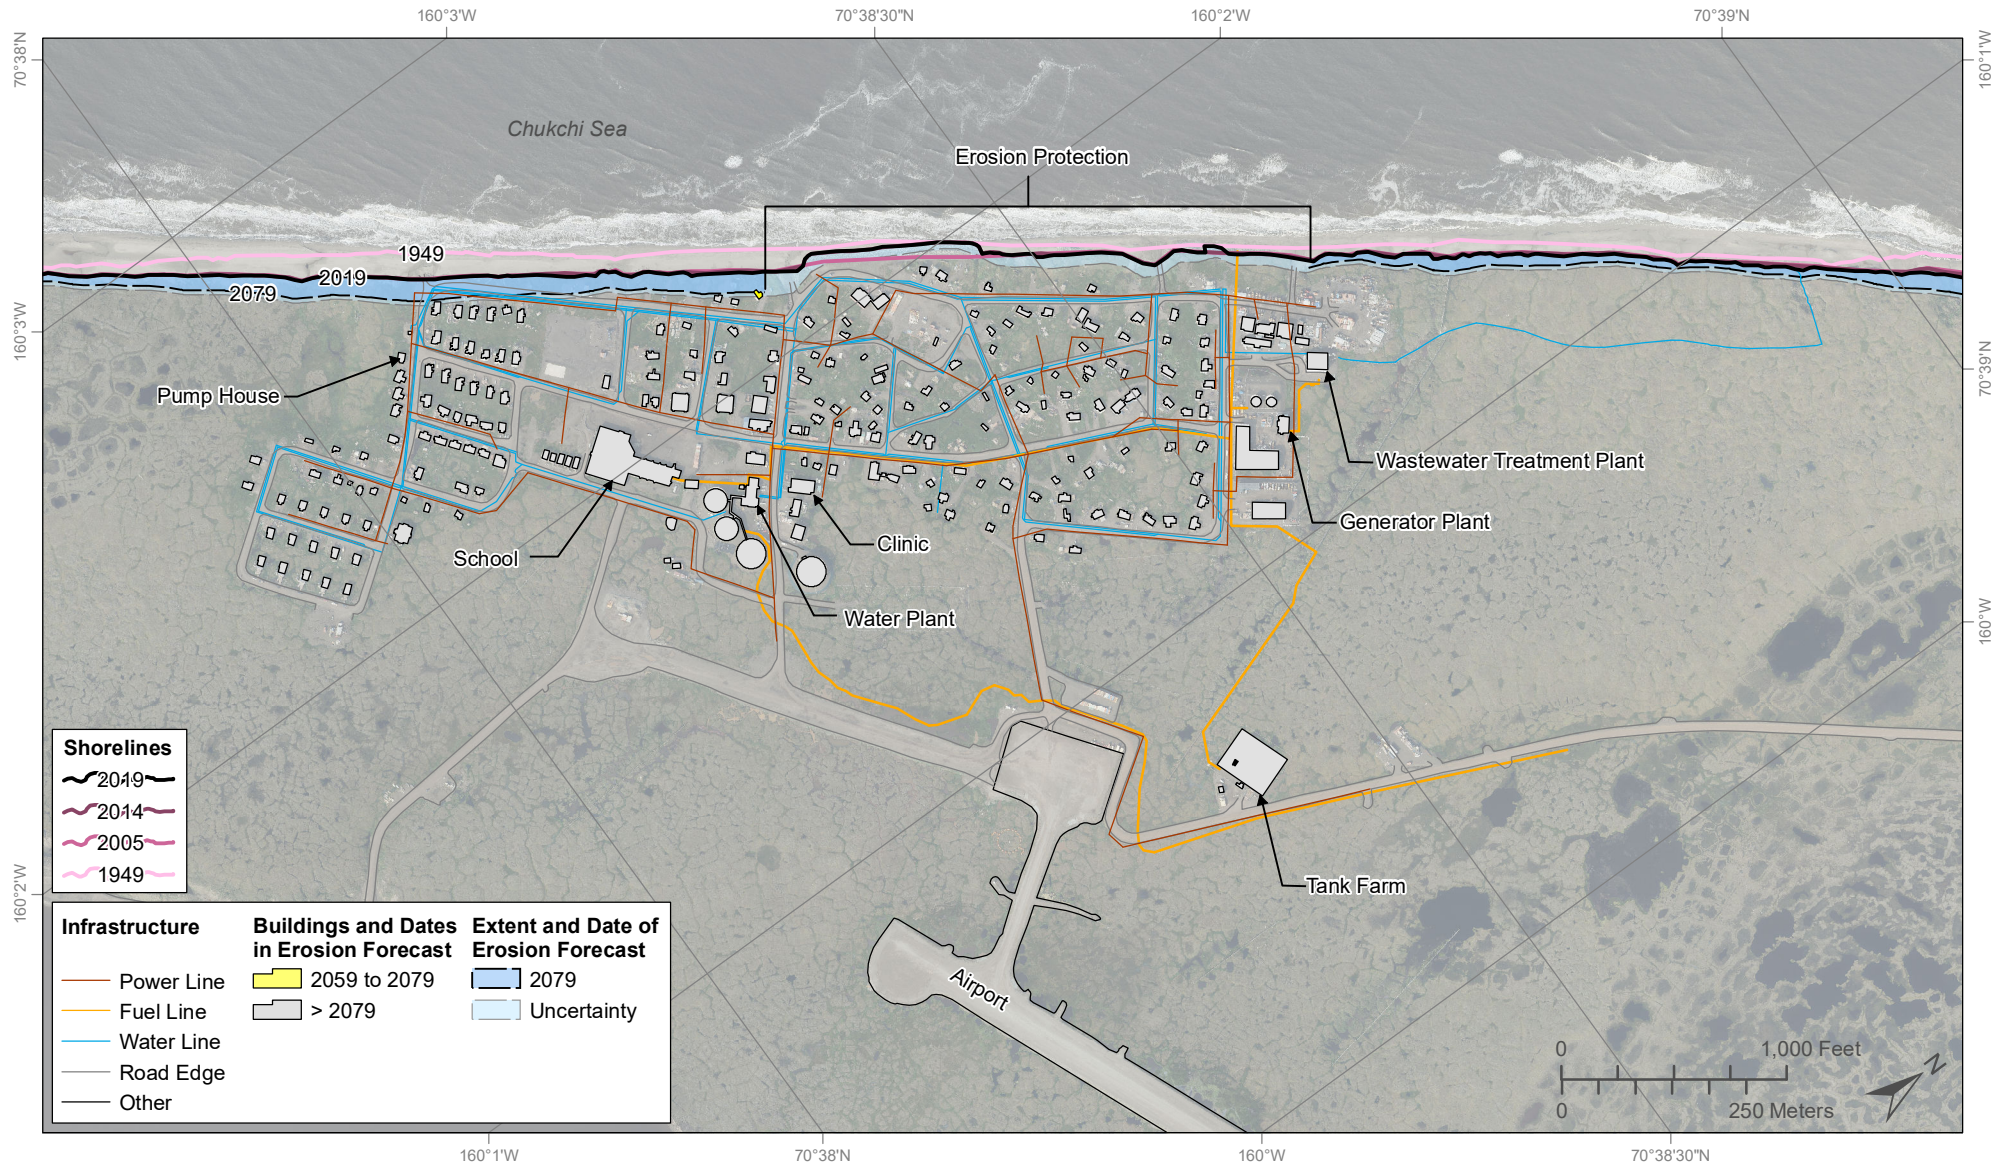 160°3'W
70°38'30"N
160°2'W
70°39'N
70°38'N
160°1'W
Chukchi Sea
Erosion Protection
1949
2019
2079
160°3'W
70°39'N
Pump House
Wastewater Treatment Plant
Generator Plant
Clinic
School
Water Plant
160°W
Shorelines
2019
2014
2005
1949
160°2'W
Tank Farm
Airport
Infrastructure
Power Line
Fuel Line
Water Line
Road Edge
Other
Buildings and Dates
in Erosion Forecast
2059 to 2079
> 2079
Extent and Date of
Erosion Forecast
2079
Uncertainty
0
1,000 Feet
0
250 Meters
N
160°1'W
70°38'N
160°W
70°38'30"N